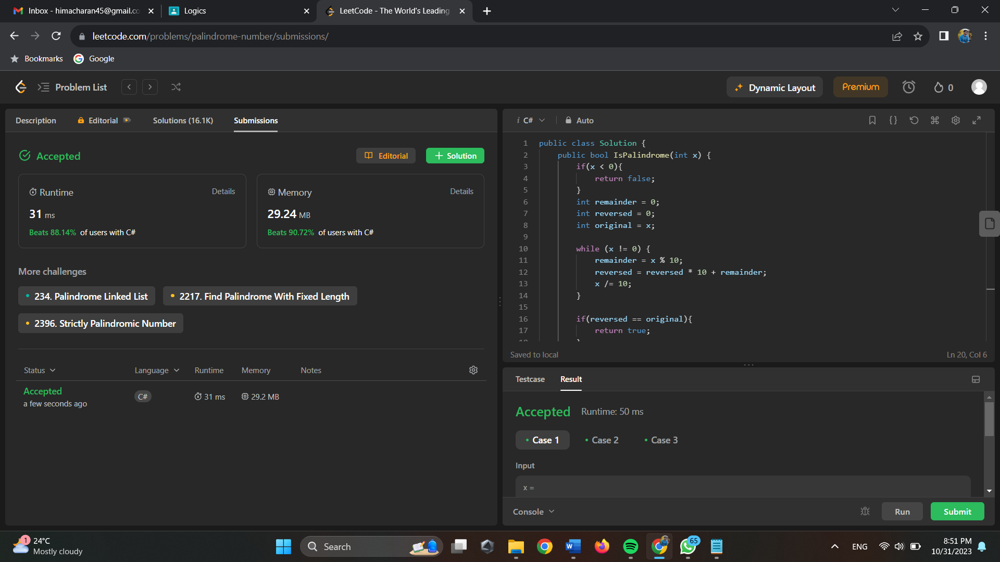 Inbox - himacharan45@gmail.co
Logics
LeetCode - The World's Leading
leetcode.com/problems/palindrome-number/submissions/
Bookmarks
Google
Problem List
Dynamic Layout
Premium
0
Description
Editorial
Solutions (16.1K)
Submissions
Accepted
Editorial
Solution
Runtime
Details
31 ms
Beats 88.14% of users with C#
Memory
Details
29.24 MB
Beats 90.72% of users with C#
More challenges
234. Palindrome Linked List
2217. Find Palindrome With Fixed Length
2396. Strictly Palindromic Number
Status
Language
Runtime
Memory
Notes
Accepted
a few seconds ago
C#
31 ms
29.2 MB
i C#
Auto
1 public class Solution {
2 public bool IsPalindrome(int x) {
3 if(x < 0){
4 return false;
5 }
6 int remainder = 0;
7 int reversed = 0;
8 int original = x;
9
10 while (x != 0) {
11 remainder = x % 10;
12 reversed = reversed * 10 + remainder;
13 x /= 10;
14 }
15
16 if(reversed == original){
17 return true;
Saved to local
Ln 20, Col 6
Testcase
Result
Accepted
Runtime: 50 ms
Case 1
Case 2
Case 3
Input
x =
Console
Run
Submit
1
24°C
Mostly cloudy
Search
65
ENG
8:51 PM
10/31/2023